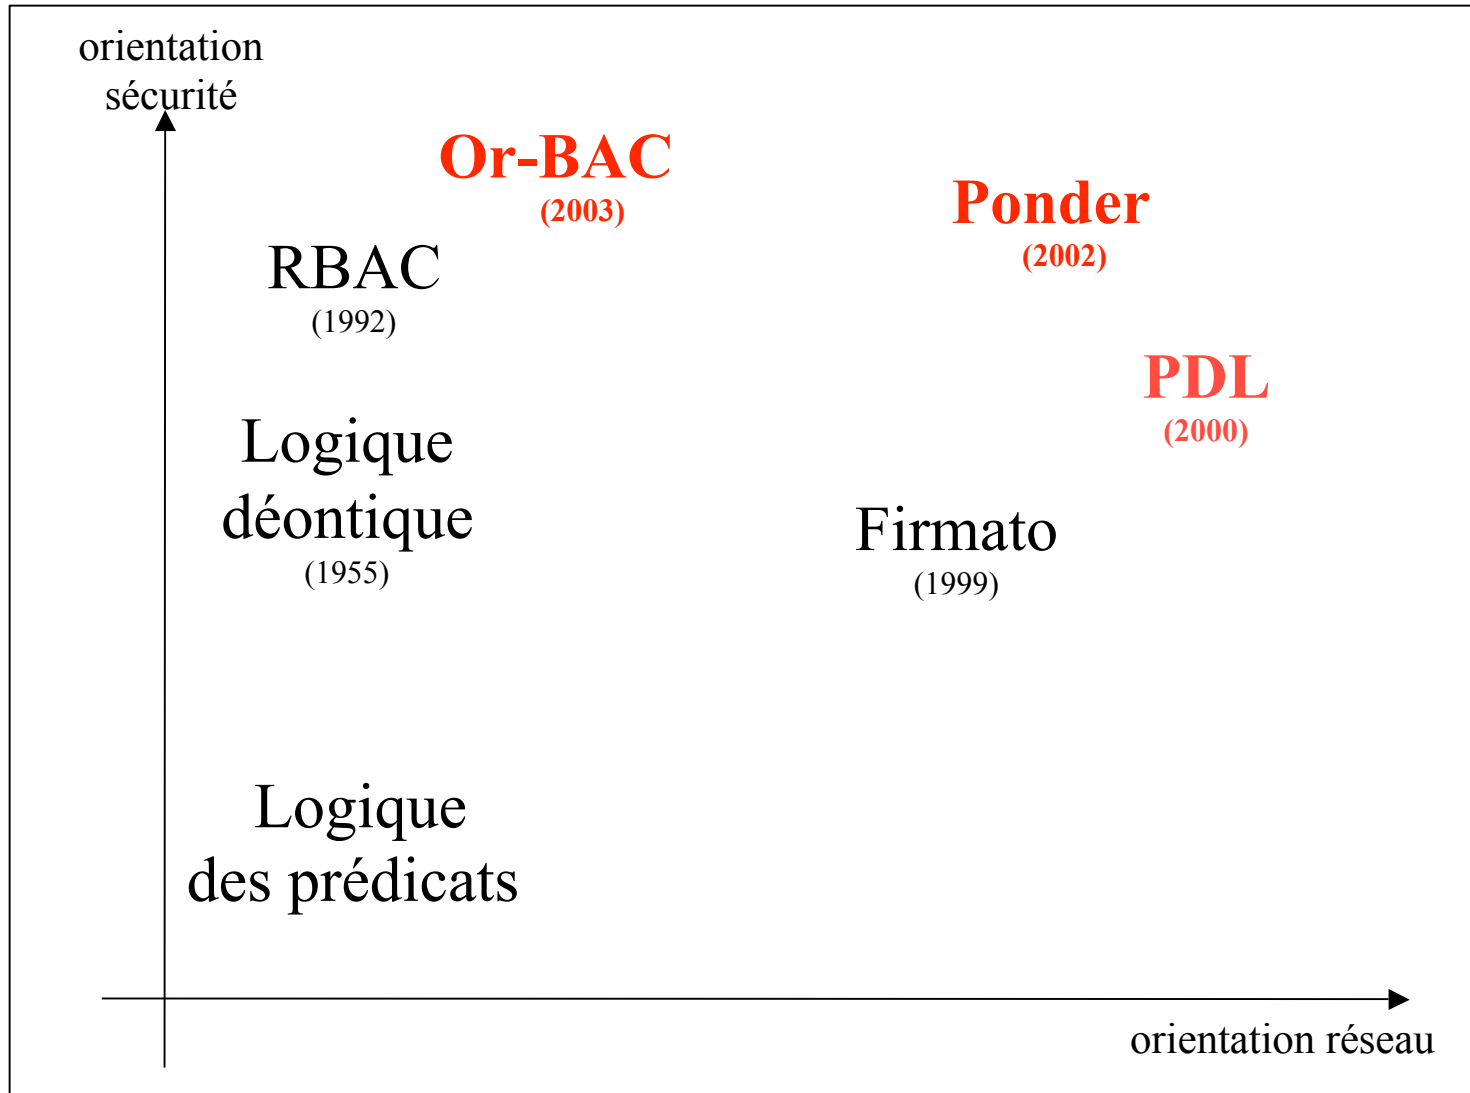 orientation
sécurité
Or-BAC
(2003)
Ponder
(2002)
RBAC
(1992)
PDL
(2000)
Logique
déontique
(1955)
Firmato
(1999)
Logique
des prédicats
orientation réseau